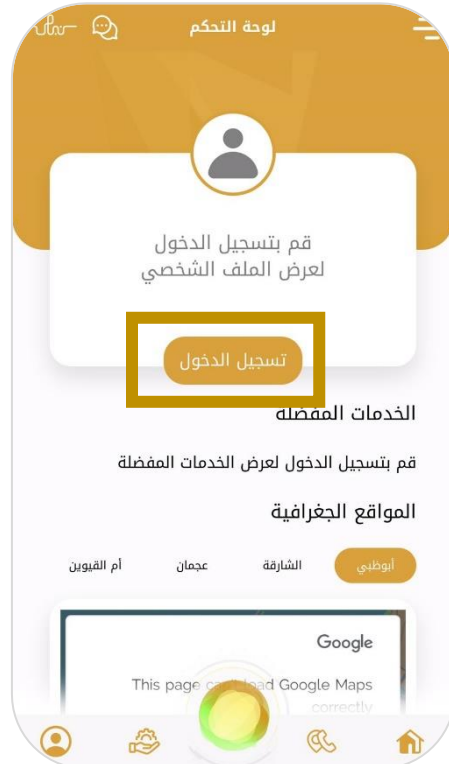 لوحة التحكم
قم بتسجيل الدخول
لعرض الملف الشخصي
تسجيل الدخول
الخدمات المفضلة
قم بتسجيل الدخول لعرض الخدمات المفضلة
المواقع الجغرافية
أبوظبي الشارقة عجمان أم القيوين
Google
This page Google Maps
correctly